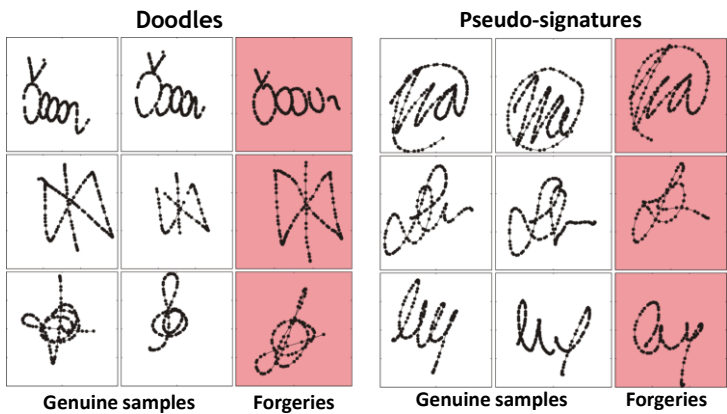 Doodles
Pseudo-signatures
Genuine samples
Forgeries
Genuine samples
Forgeries